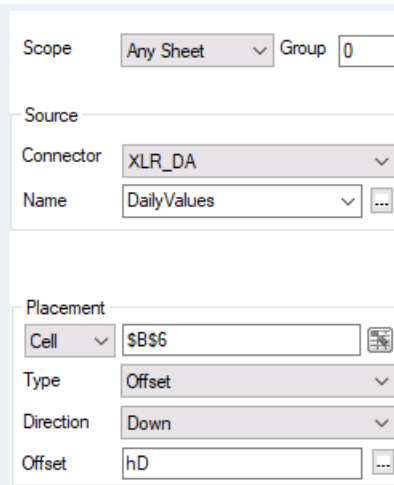 Scope Any Sheet Group 0
Source
Connector XLR_DA
Name DailyValues ...
Placement
Cell $B$6
Type Offset
Direction Down
Offset hD ...